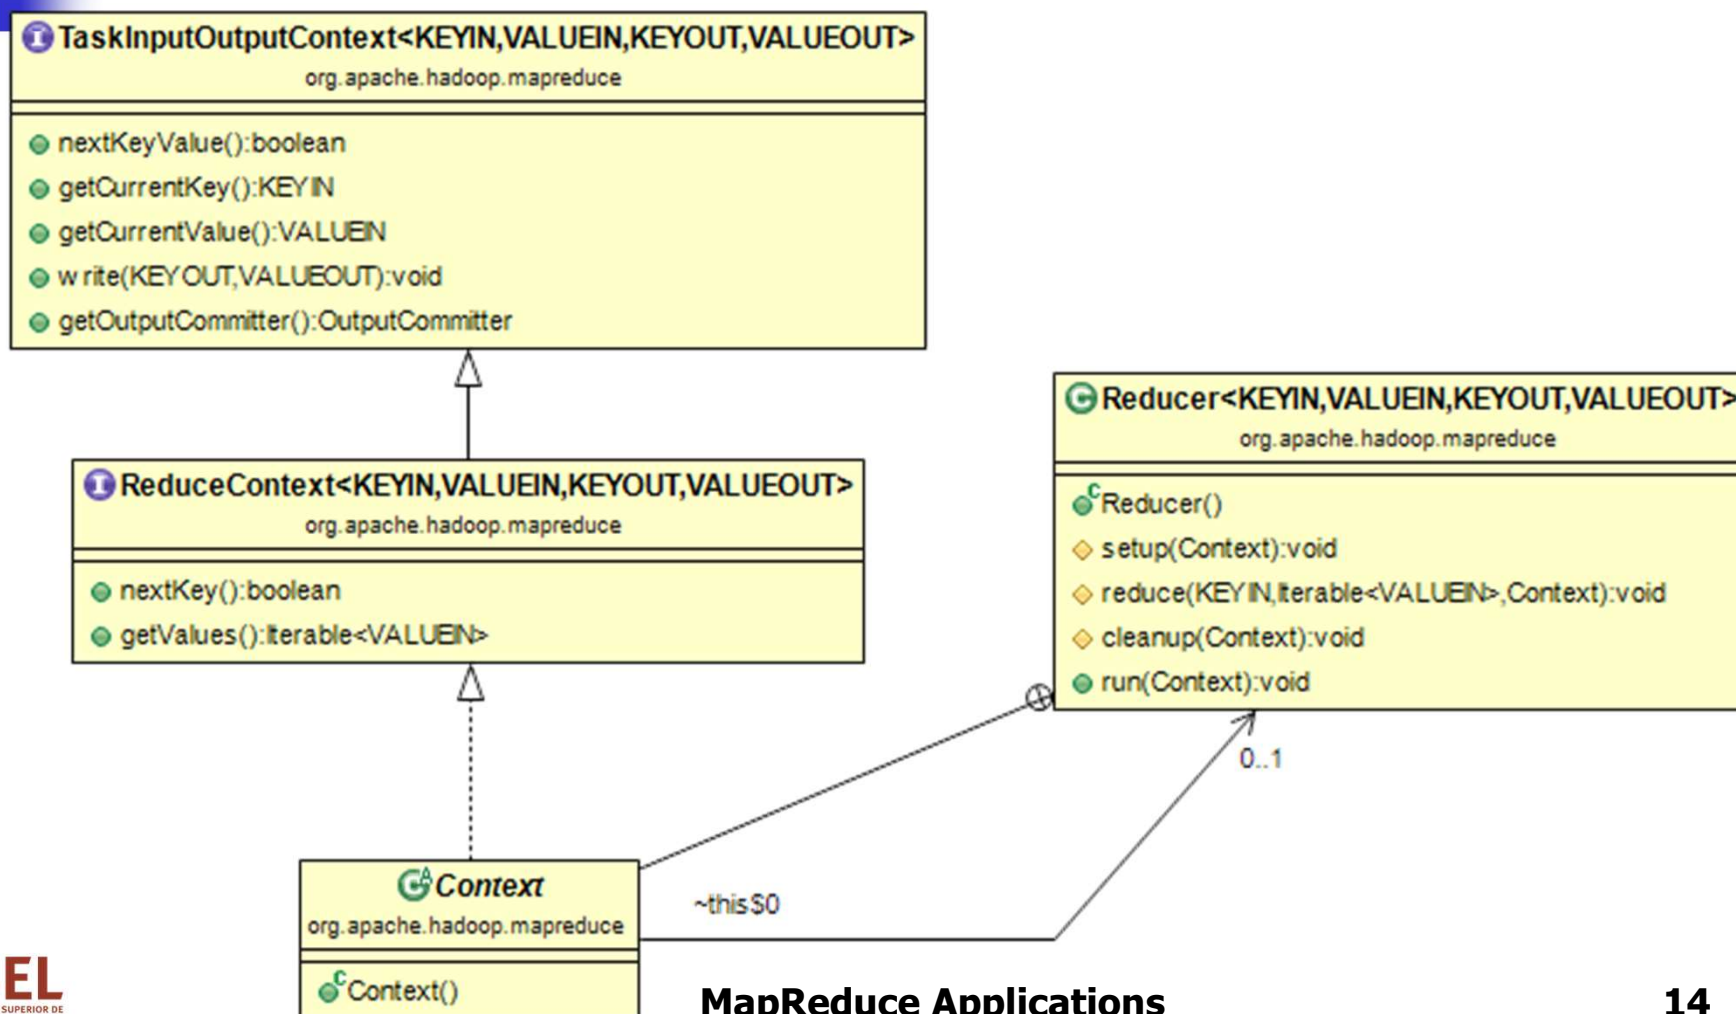 TaskInputOutputContext<KEYIN,VALUEIN,KEYOUT,VALUEOUT>
org.apache.hadoop.mapreduce
nextKeyValue():boolean
getCurrentKey():KEYIN
getCurrentValue():VALUEIN
write(KEYOUT,VALUEOUT):void
getOutputCommitter():OutputCommitter
ReduceContext<KEYIN,VALUEIN,KEYOUT,VALUEOUT>
org.apache.hadoop.mapreduce
nextKey():boolean
getValues():Iterable<VALUEIN>
Reducer<KEYIN,VALUEIN,KEYOUT,VALUEOUT>
org.apache.hadoop.mapreduce
Reducer()
setup(Context):void
reduce(KEYIN,Iterable<VALUEIN>,Context):void
cleanup(Context):void
run(Context):void
0..1
~this$0
Context
org.apache.hadoop.mapreduce
Context()
EL
SUPERIOR DE
MapReduce Applications
14